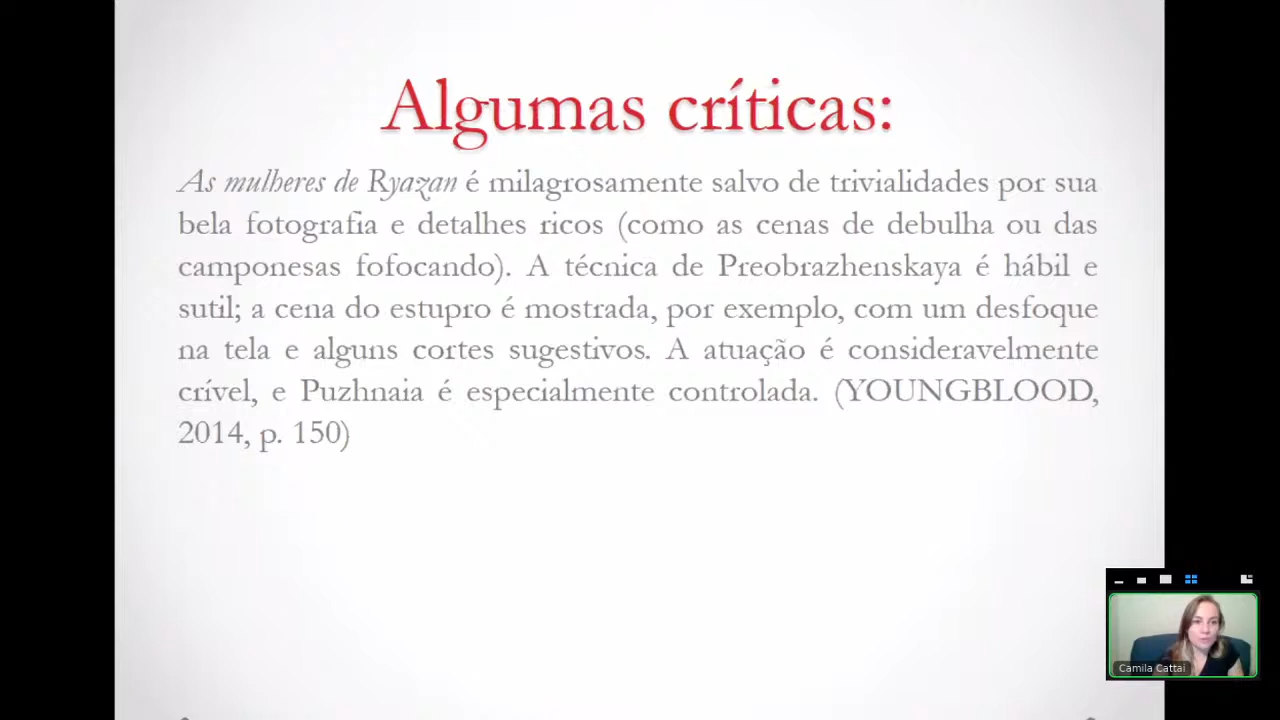 Algumas críticas:
As mulheres de Ryazan é milagrosamente salvo de trivialidades por sua
bela fotografia e detalhes ricos (como as cenas de debulha ou das
camponesas fofocando). A técnica de Preobrazhenskaya é hábil e
sutil; a cena do estupro é mostrada, por exemplo, com um desfoque
na tela e alguns cortes sugestivos. A atuação é consideravelmente
crível, e Puzhnaia é especialmente controlada. (YOUNGBLOOD,
2014, p. 150)
Camila Cattai